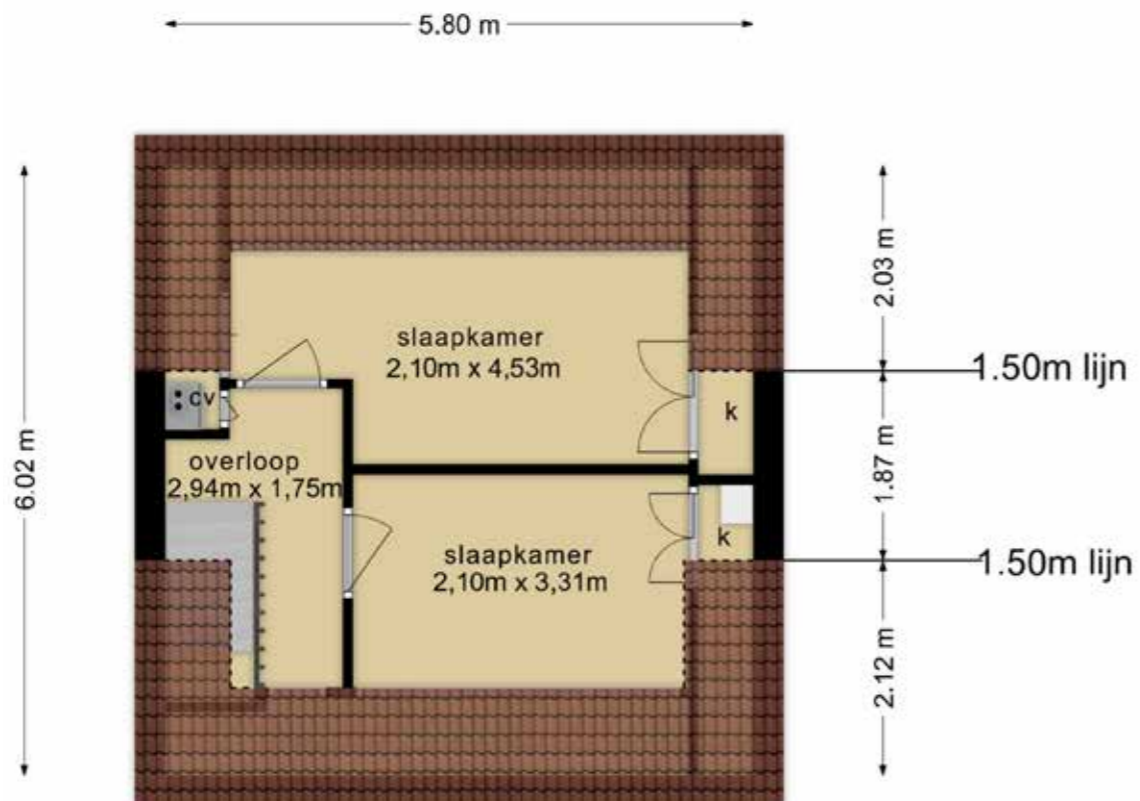 5.80 m
6.02 m
2.03 m
1.50m lijn
1.87 m
1.50m lijn
2.12 m
slaapkamer
2,10m x 4,53m
cv
k
overloop
2,94m x 1,75m
slaapkamer
2,10m x 3,31m
k